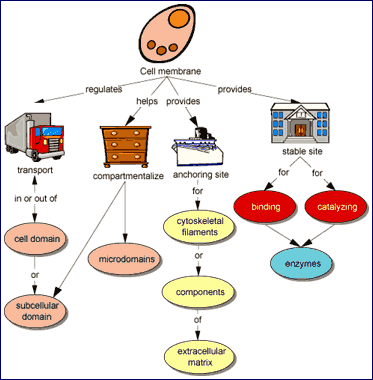 Cell membrane
regulates
helps
provides
provides
transport
compartmentalize
anchoring site
stable site
in or out of
for
for
for
cell domain
cytoskeletal
filaments
binding
catalyzing
or
microdomains
or
enzymes
subcellular
domain
components
of
extracellular
matrix